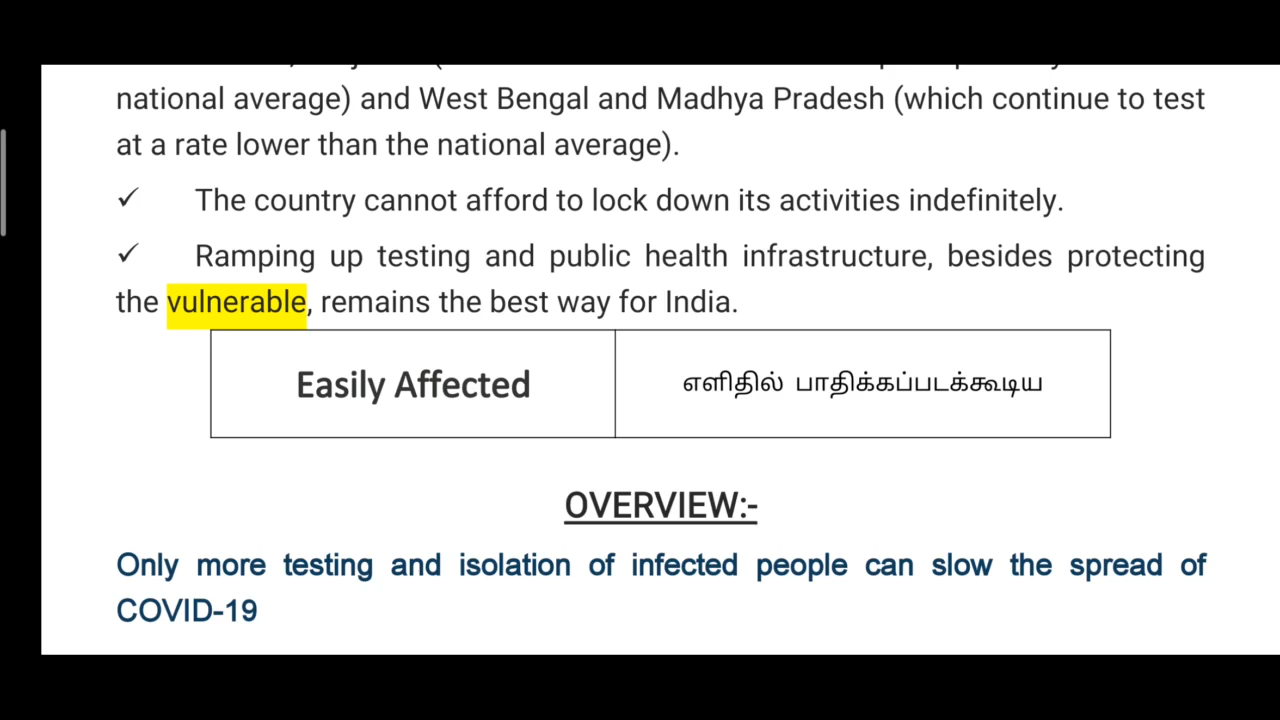 national average) and West Bengal and Madhya Pradesh (which continue to test
at a rate lower than the national average).
✓ The country cannot afford to lock down its activities indefinitely.
✓ Ramping up testing and public health infrastructure, besides protecting
the vulnerable, remains the best way for India.
Easily Affected எளிதில் பாதிக்கப்படக்கூடிய
OVERVIEW:-
Only more testing and isolation of infected people can slow the spread of
COVID-19